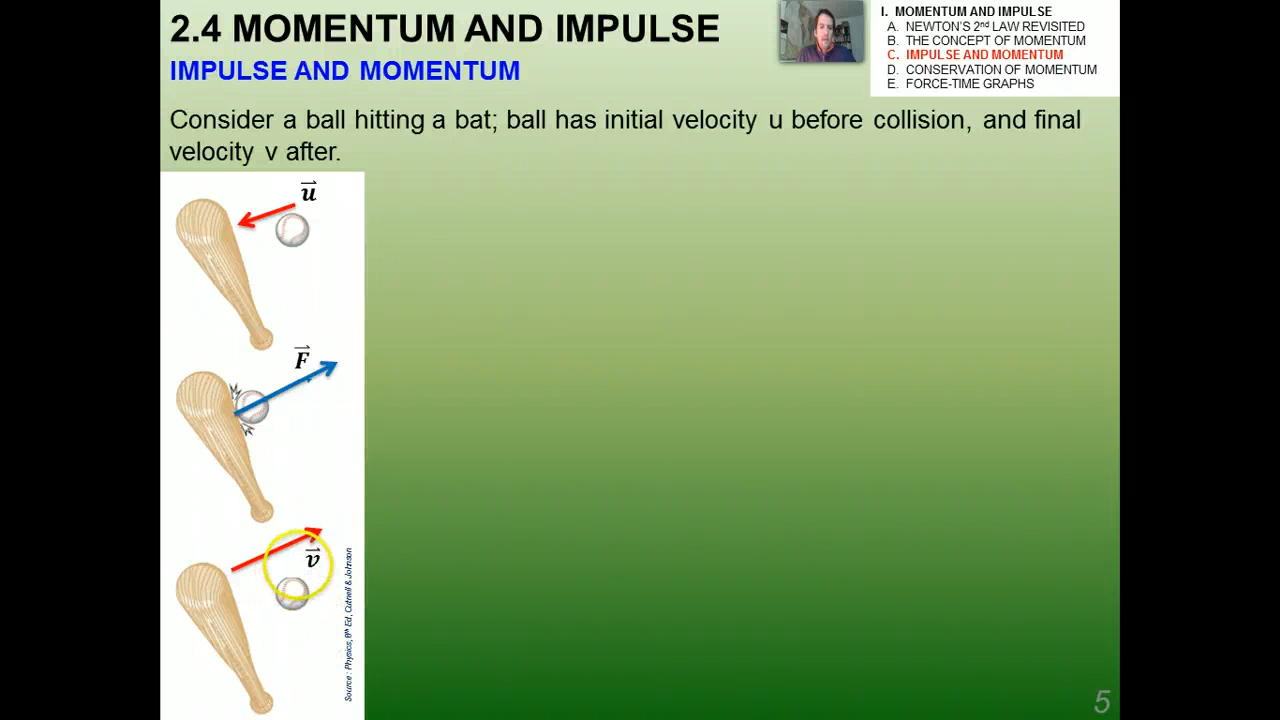 2.4 MOMENTUM AND IMPULSE
IMPULSE AND MOMENTUM
I. MOMENTUM AND IMPULSE
A. NEWTON'S 2nd LAW REVISITED
B. THE CONCEPT OF MOMENTUM
C. IMPULSE AND MOMENTUM
D. CONSERVATION OF MOMENTUM
E. FORCE-TIME GRAPHS
Consider a ball hitting a bat; ball has initial velocity u before collision, and final
velocity v after.
u
F
v
Source : Physics, 8th Ed, Cutnell & Johnson
5